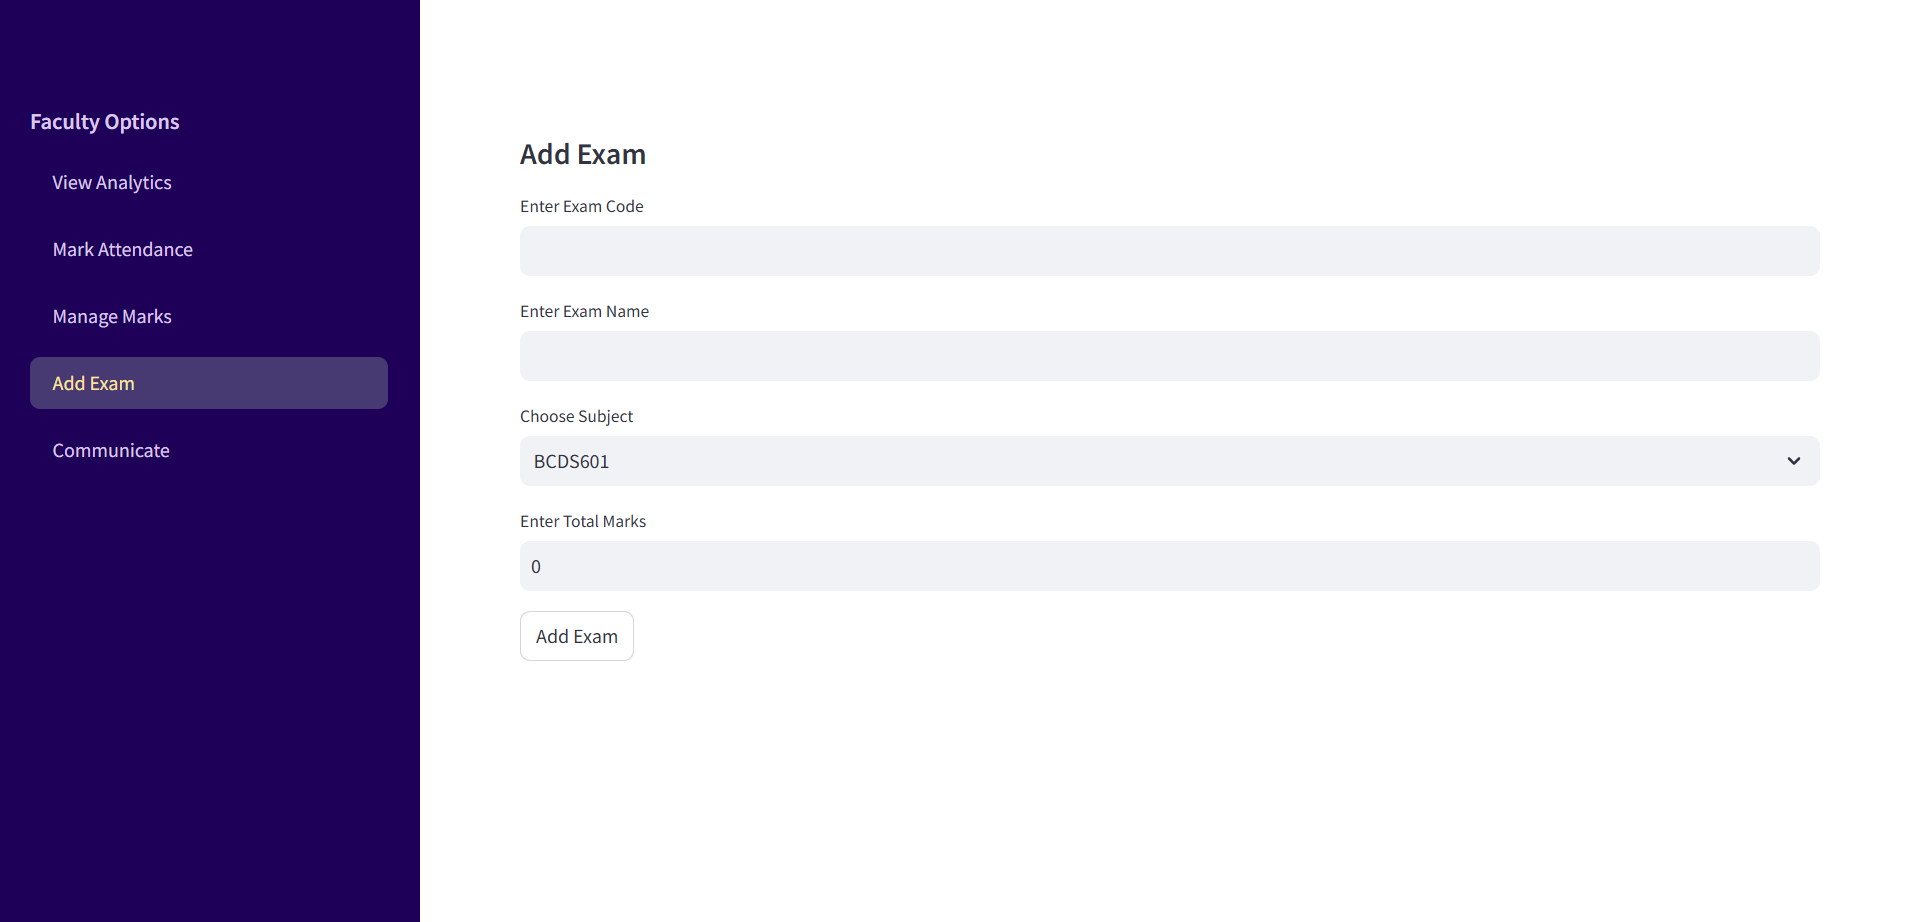 Faculty Options
View Analytics
Mark Attendance
Manage Marks
Add Exam
Communicate
Add Exam
Enter Exam Code
Enter Exam Name
Choose Subject
BCDS601
Enter Total Marks
0
Add Exam